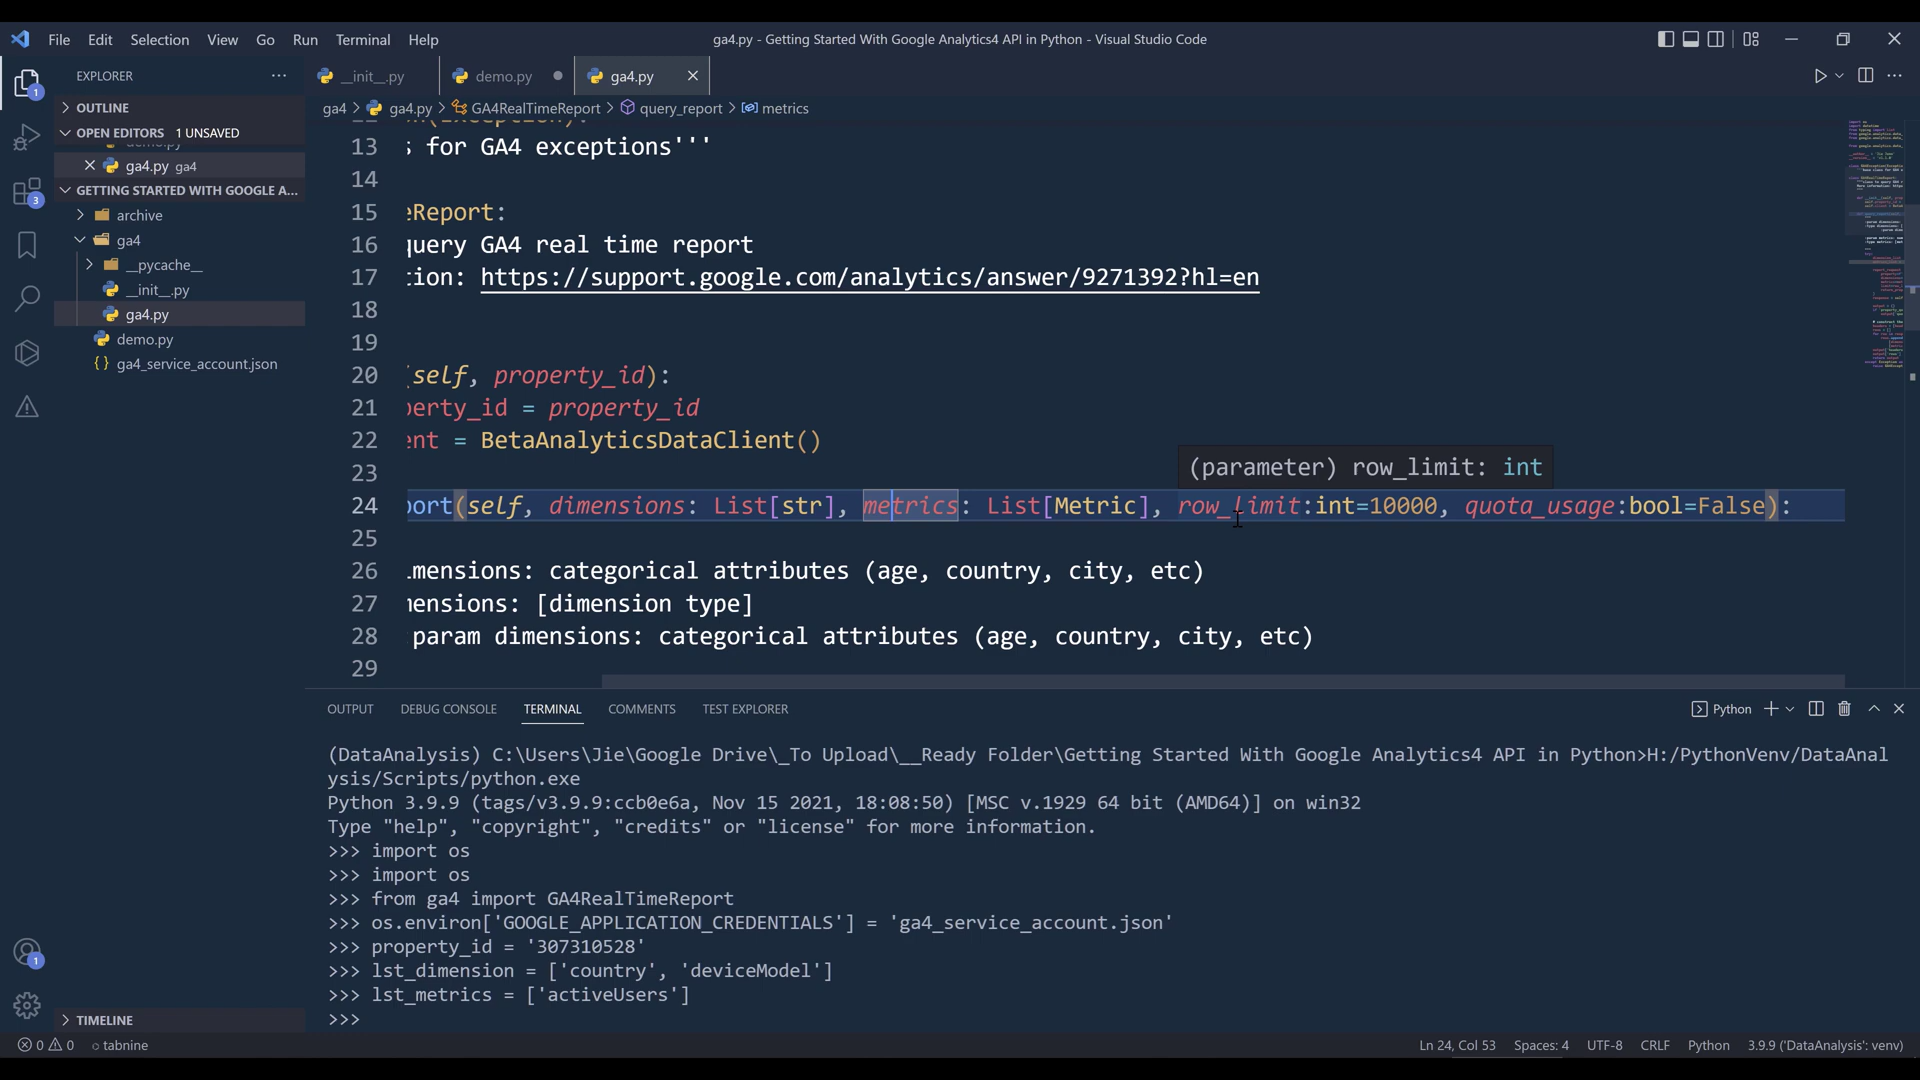 File Edit Selection View Go Run Terminal Help
ga4.py - Getting Started With Google Analytics4 API in Python - Visual Studio Code
EXPLORER
OUTLINE
OPEN EDITORS 1 UNSAVED
demo.py
ga4.py ga4
GETTING STARTED WITH GOOGLE A...
archive
ga4
__pycache__
__init__.py
ga4.py
demo.py
ga4_service_account.json
TIMELINE
1
3
1
__init__.py demo.py ga4.py
ga4 > ga4.py > GA4RealTimeReport > query_report > metrics
13 s for GA4 exceptions'''
14
15 eReport:
16 query GA4 real time report
17 tion: https://support.google.com/analytics/answer/9271392?hl=en
18
19
20 (self, property_id):
21 perty_id = property_id
22 ent = BetaAnalyticsDataClient()
23
(parameter) row_limit: int
24 port(self, dimensions: List[str], metrics: List[Metric], row_limit:int=10000, quota_usage:bool=False):
25
26 imensions: categorical attributes (age, country, city, etc)
27 mensions: [dimension type]
28 param dimensions: categorical attributes (age, country, city, etc)
29
OUTPUT DEBUG CONSOLE TERMINAL COMMENTS TEST EXPLORER
Python
(DataAnalysis) C:\Users\Jie\Google Drive\_To Upload\__Ready Folder\Getting Started With Google Analytics4 API in Python>H:/PythonVenv/DataAnal
ysis/Scripts/python.exe
Python 3.9.9 (tags/v3.9.9:ccb0e6a, Nov 15 2021, 18:08:50) [MSC v.1929 64 bit (AMD64)] on win32
Type "help", "copyright", "credits" or "license" for more information.
>>> import os
>>> import os
>>> from ga4 import GA4RealTimeReport
>>> os.environ['GOOGLE_APPLICATION_CREDENTIALS'] = 'ga4_service_account.json'
>>> property_id = '307310528'
>>> lst_dimension = ['country', 'deviceModel']
>>> lst_metrics = ['activeUsers']
>>>
0 0 tabnine
Ln 24, Col 53 Spaces: 4 UTF-8 CRLF Python 3.9.9 ('DataAnalysis': venv)